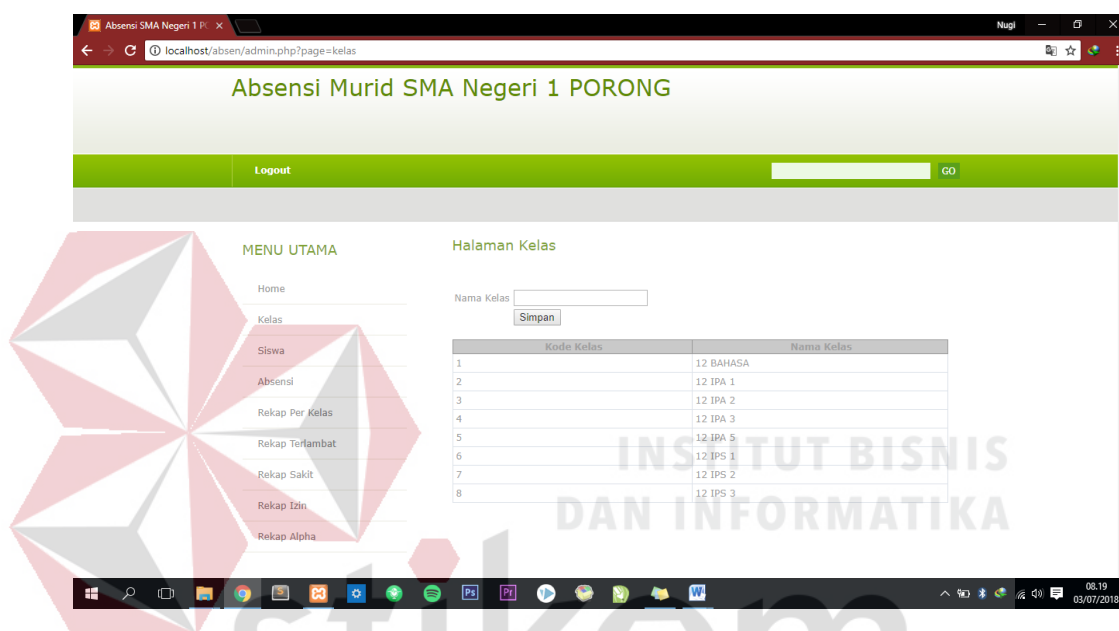 Absensi SMA Negeri 1 PO
Nugi
localhost/absen/admin.php?page=kelas
Absensi Murid SMA Negeri 1 PORONG
Logout
GO
MENU UTAMA
Home
Kelas
Siswa
Absensi
Rekap Per Kelas
Rekap Terlambat
Rekap Sakit
Rekap Izin
Rekap Alpha
Halaman Kelas
Nama Kelas
Simpan
Kode Kelas Nama Kelas
1 12 BAHASA
2 12 IPA 1
3 12 IPA 2
4 12 IPA 3
5 12 IPA 5
6 12 IPS 1
7 12 IPS 2
8 12 IPS 3
INSTITUT BISNIS
DAN INFORMATIKA
S
Ps
Pr
W
08.19
03/07/2018
stikom